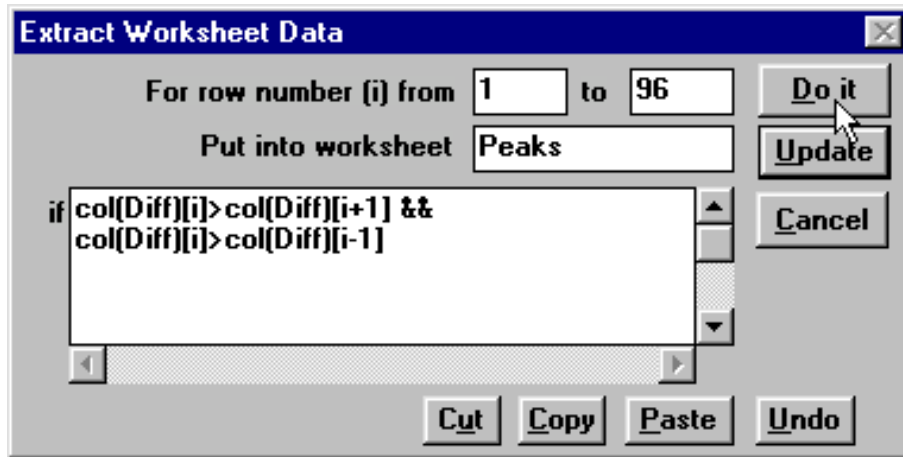 Extract Worksheet Data
For row number (i) from 1 to 96 Do it
Put into worksheet Peaks Update
if col(Diff)[i]>col(Diff)[i+1] &&
col(Diff)[i]>col(Diff)[i-1]
Cancel
Cut Copy Paste Undo